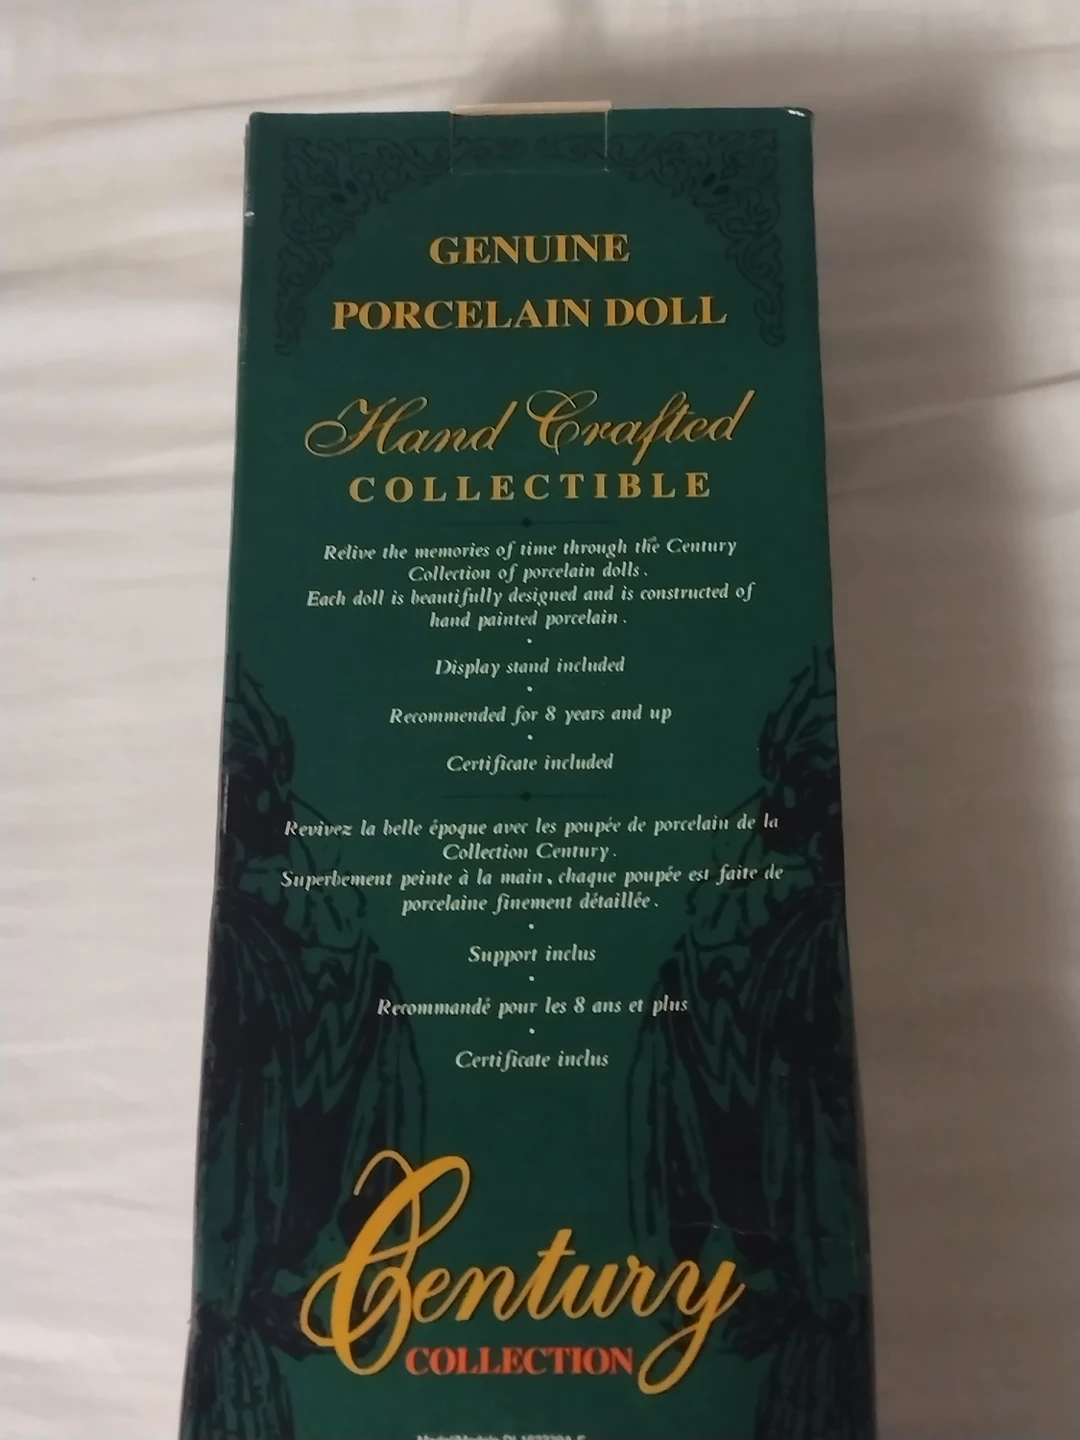 GENUINE
PORCELAIN DOLL
Hand Crafted
COLLECTIBLE
Relive the memories of time through the Century
Collection of porcelain dolls.
Each doll is beautifully designed and is constructed of
hand painted porcelain.
Display stand included
Recommended for 8 years and up
Certificate included
Revivez la belle époque avec les poupée de porcelain de la
Collection Century.
Superbement peinte à la main, chaque poupée est faite de
porcelaine finement détaillée.
Support inclus
Recommandé pour les 8 ans et plus
Certificate inclus
Century
COLLECTION